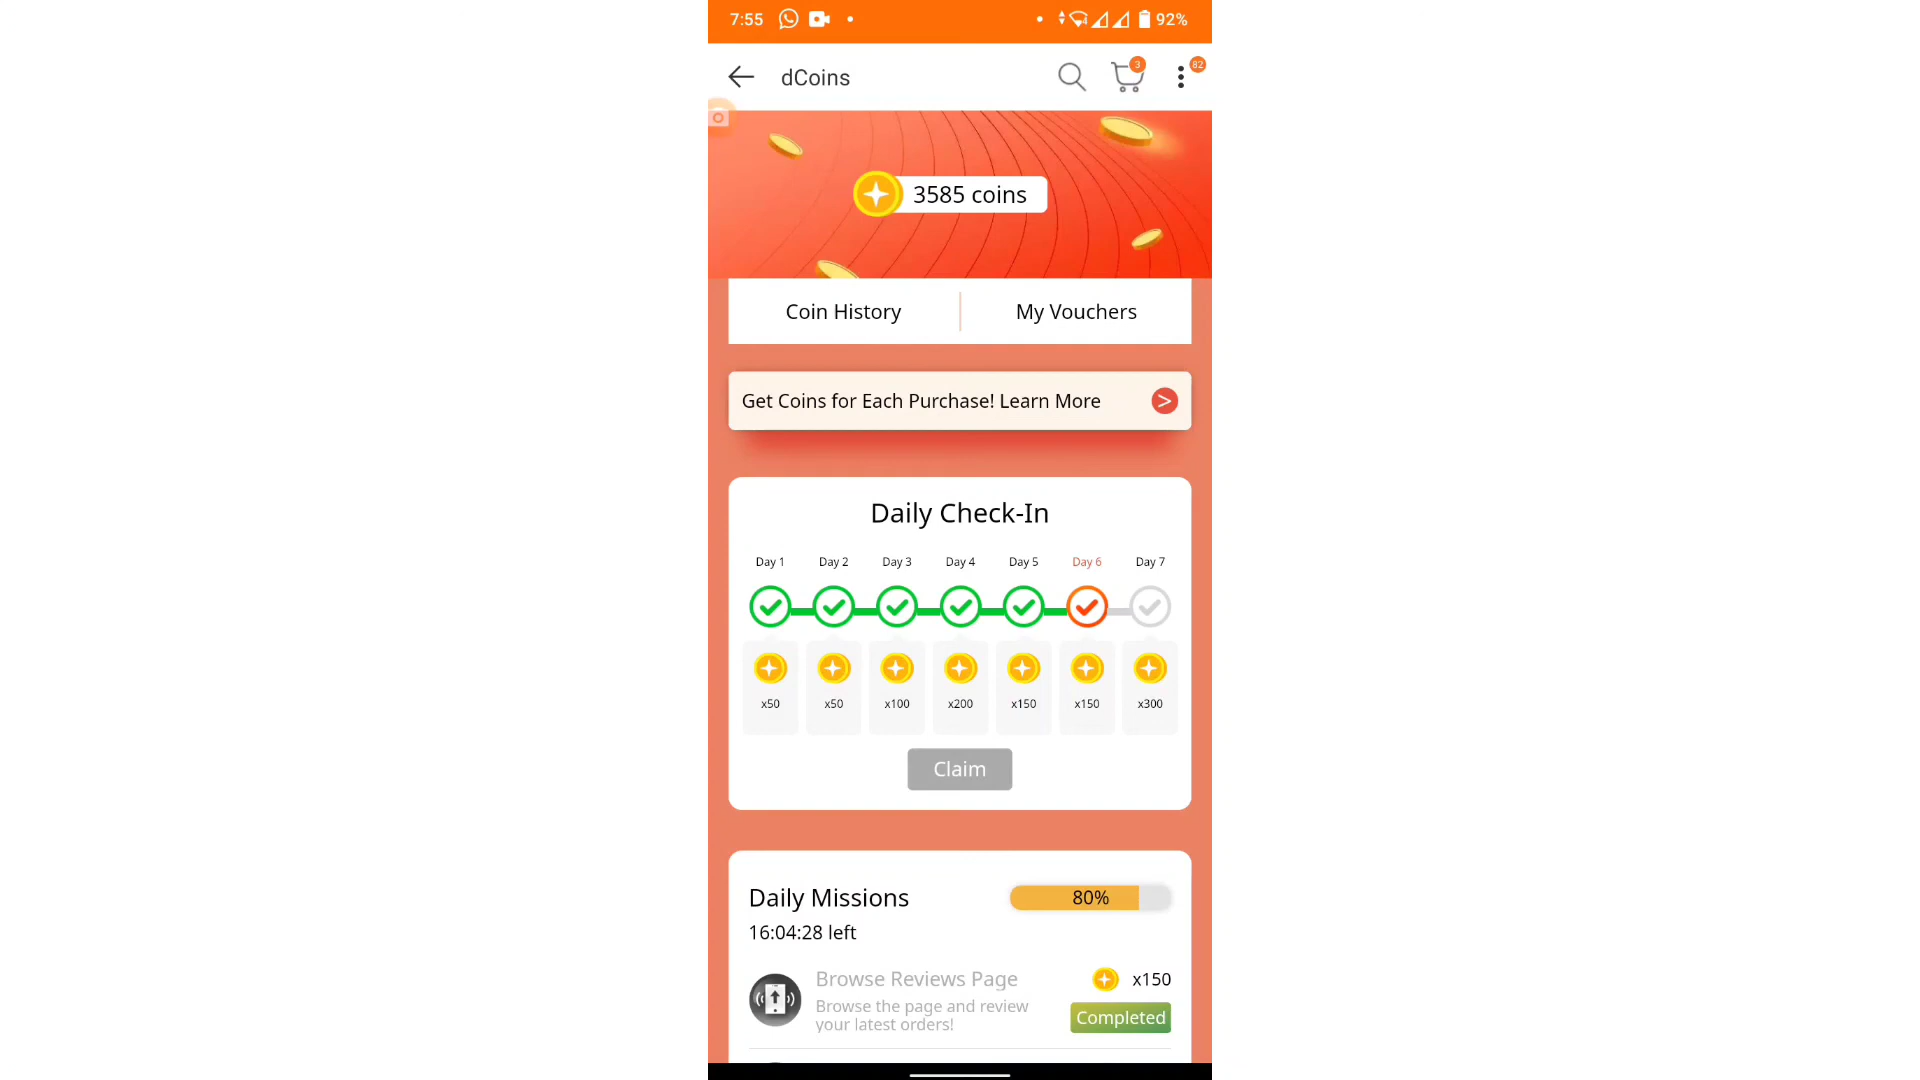 7:55
92%
dCoins
3
82
3585 coins
Coin History
My Vouchers
Get Coins for Each Purchase! Learn More
>
Daily Check-In
Day 1 Day 2 Day 3 Day 4 Day 5 Day 6 Day 7
x50 x50 x100 x200 x150 x150 x300
Claim
Daily Missions
80%
16:04:28 left
Browse Reviews Page
x150
Browse the page and review
your latest orders!
Completed